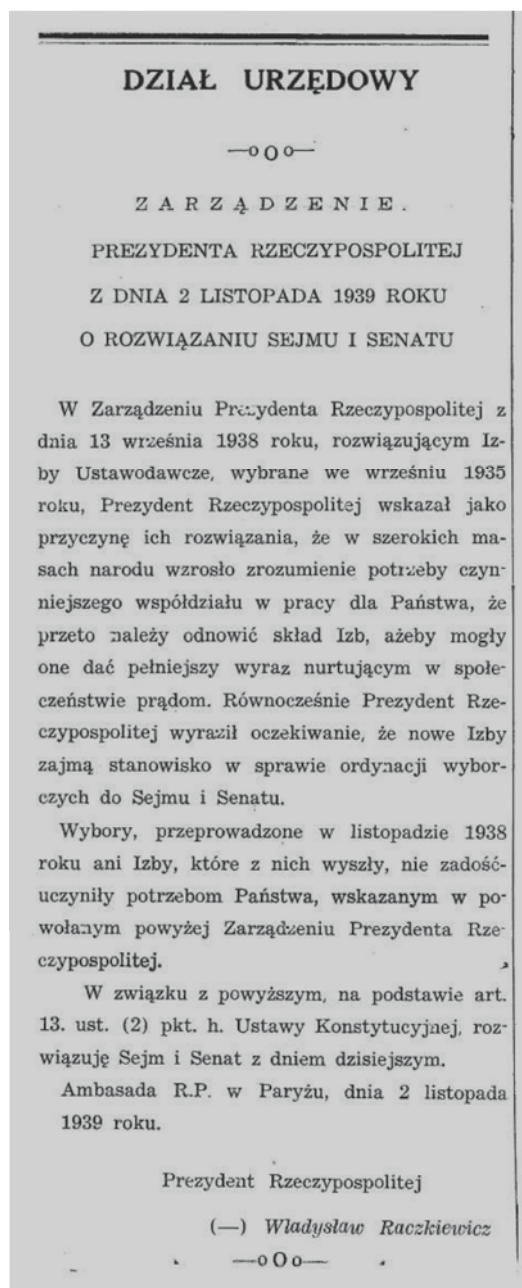 DZIAŁ URZĘDOWY
—o O o—
ZARZĄDZENIE.
PREZYDENTA RZECZYPOSPOLITEJ
Z DNIA 2 LISTOPADA 1939 ROKU
O ROZWIĄZANIU SEJMU I SENATU
W Zarządzeniu Prezydenta Rzeczypospolitej z
dnia 13 września 1938 roku, rozwiązującym Iz-
by Ustawodawcze, wybrane we wrześniu 1935
roku, Prezydent Rzeczypospolitej wskazał jako
przyczynę ich rozwiązania, że w szerokich ma-
sach narodu wzrosło zrozumienie potrzeby czyn-
niejszego współdziału w pracy dla Państwa, że
przeto należy odnowić skład Izb, ażeby mogły
one dać pełniejszy wyraz nurtującym w społe-
czeństwie prądom. Równocześnie Prezydent Rze-
czypospolitej wyraził oczekiwanie, że nowe Izby
zajmą stanowisko w sprawie ordynacji wybor-
czych do Sejmu i Senatu.
Wybory, przeprowadzone w listopadzie 1938
roku ani Izby, które z nich wyszły, nie zadość-
uczyniły potrzebom Państwa, wskazanym w po-
wołanym powyżej Zarządzeniu Prezydenta Rze-
czypospolitej.
W związku z powyższym, na podstawie art.
13. ust. (2) pkt. h. Ustawy Konstytucyjnej, roz-
wiązuję Sejm i Senat z dniem dzisiejszym.
Ambasada R.P. w Paryżu, dnia 2 listopada
1939 roku.
Prezydent Rzeczypospolitej
(—) Władysław Raczkiewicz
—o O o—